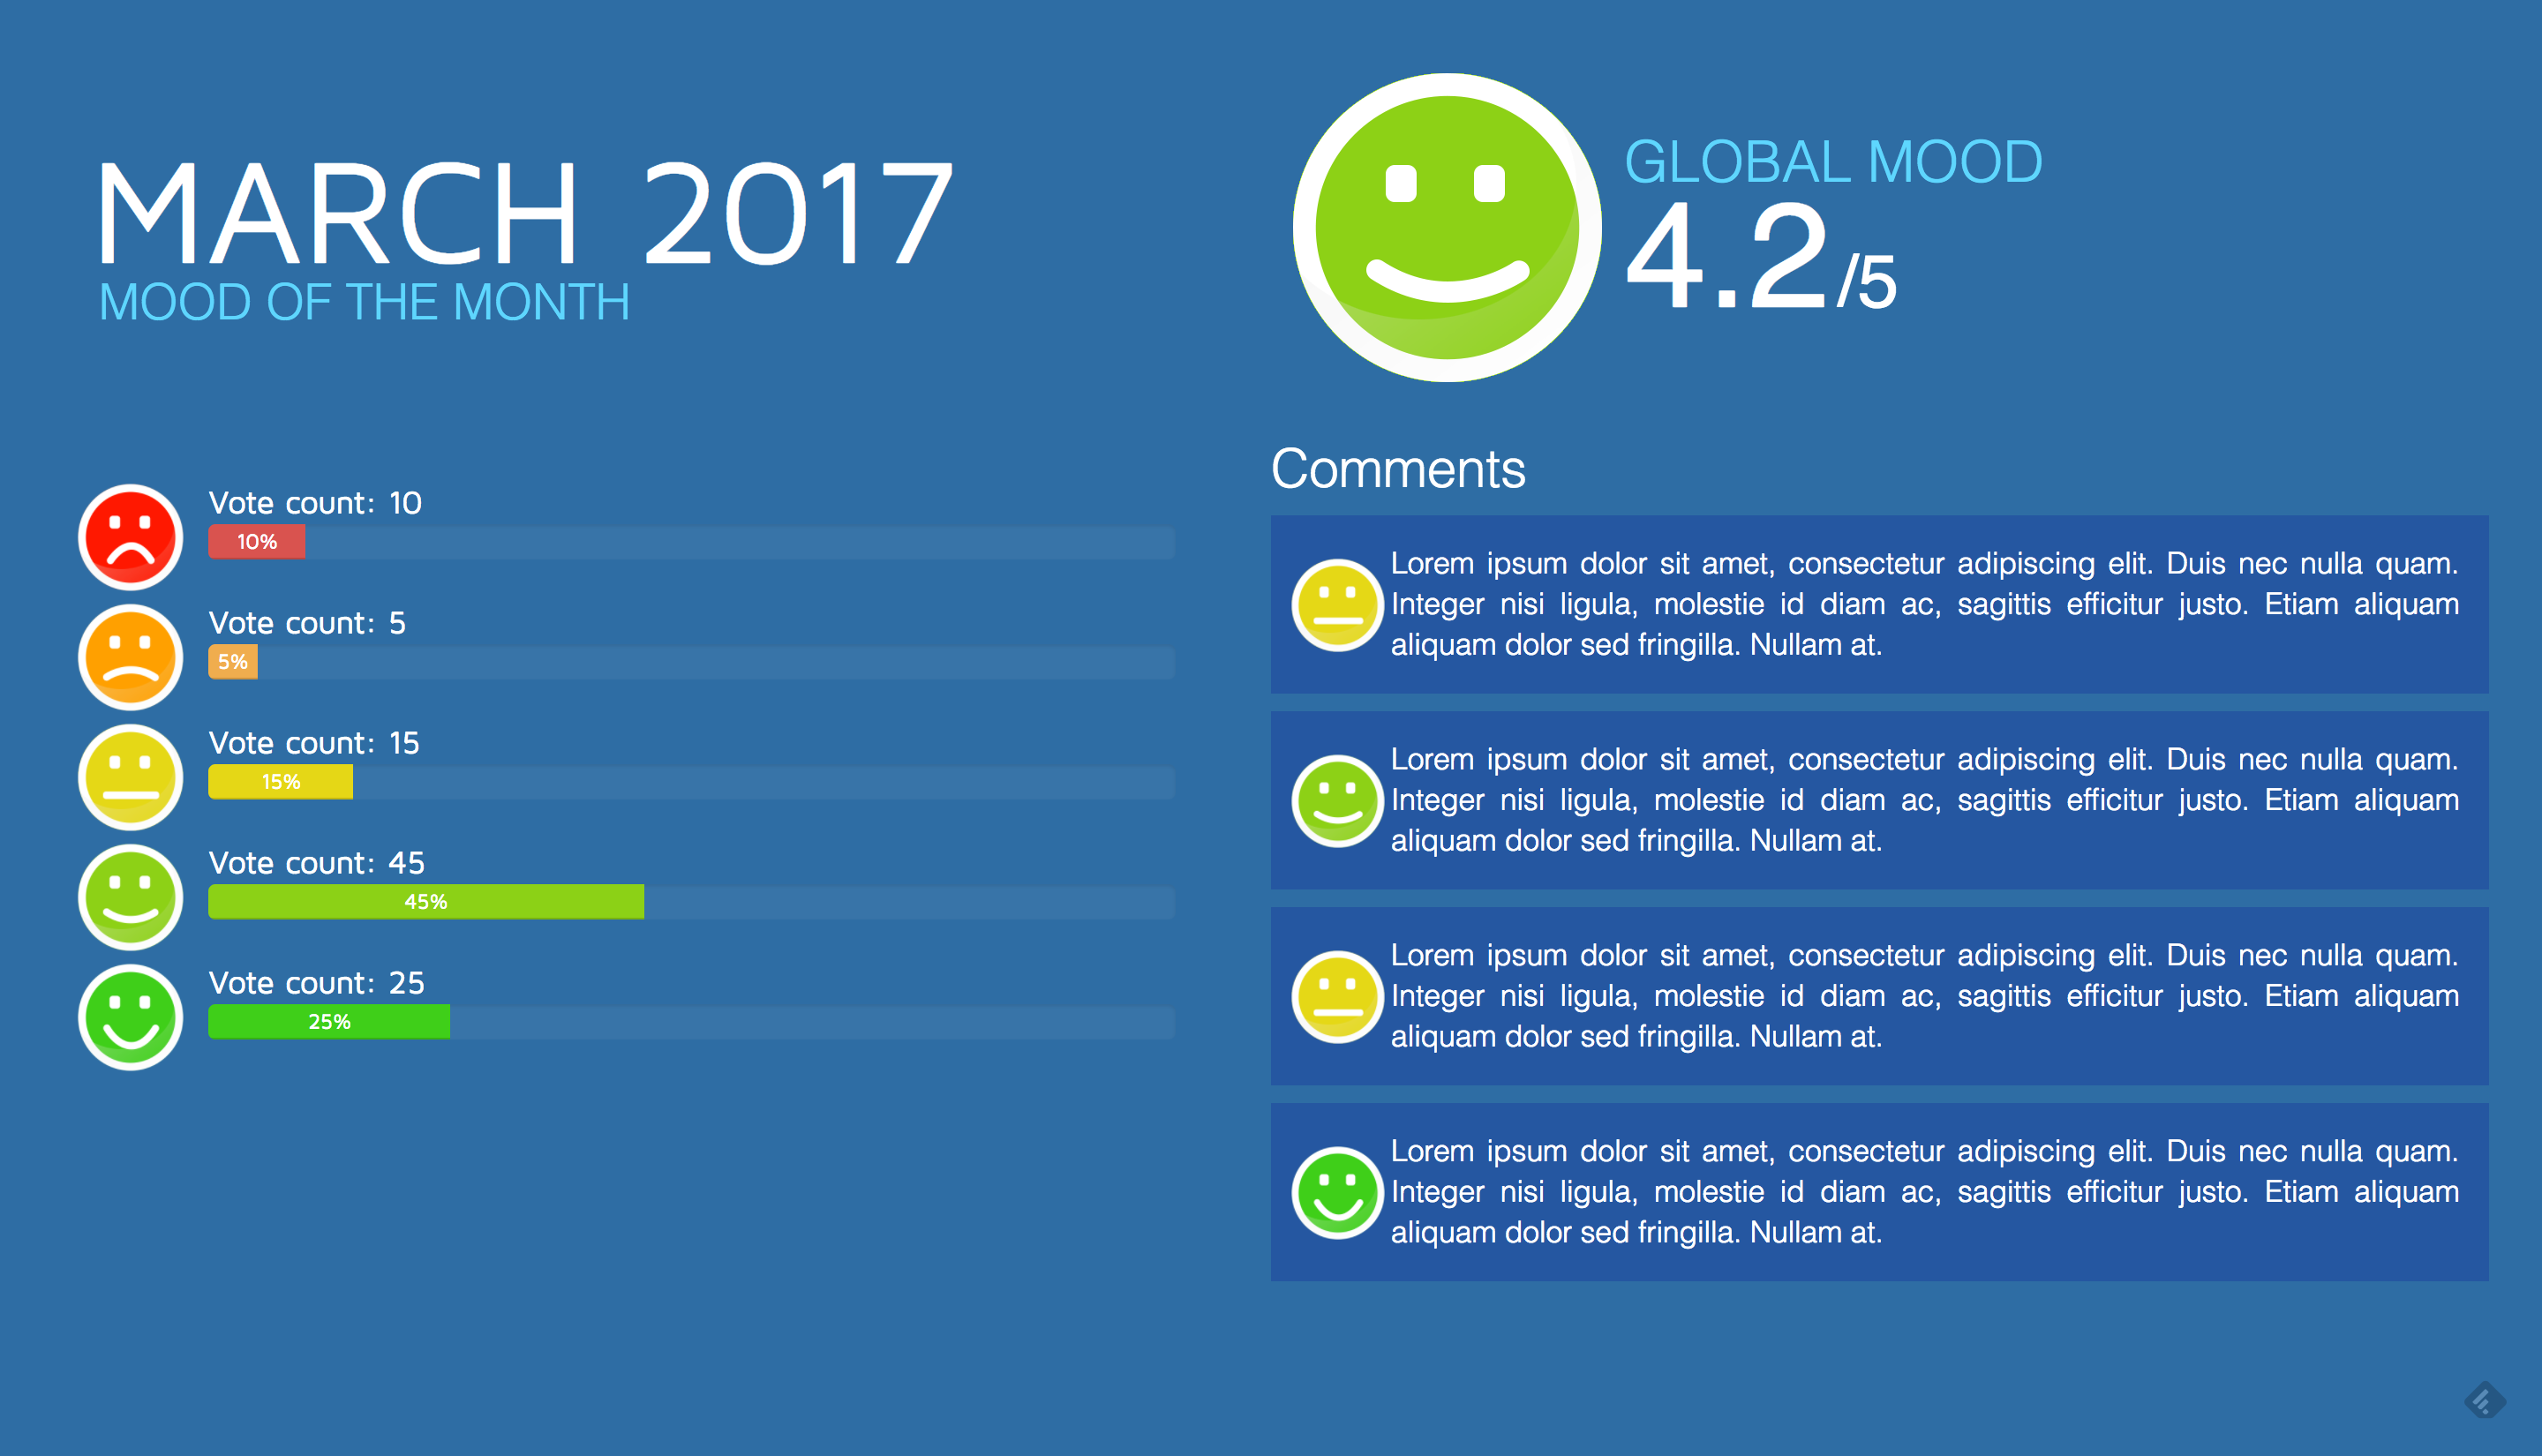 MARCH 2017
MOOD OF THE MONTH
GLOBAL MOOD
4.2/5
Vote count: 10
10%
Vote count: 5
5%
Vote count: 15
15%
Vote count: 45
45%
Vote count: 25
25%
Comments
Lorem ipsum dolor sit amet, consectetur adipiscing elit. Duis nec nulla quam.
Integer nisi ligula, molestie id diam ac, sagittis efficitur justo. Etiam aliquam
aliquam dolor sed fringilla. Nullam at.
Lorem ipsum dolor sit amet, consectetur adipiscing elit. Duis nec nulla quam.
Integer nisi ligula, molestie id diam ac, sagittis efficitur justo. Etiam aliquam
aliquam dolor sed fringilla. Nullam at.
Lorem ipsum dolor sit amet, consectetur adipiscing elit. Duis nec nulla quam.
Integer nisi ligula, molestie id diam ac, sagittis efficitur justo. Etiam aliquam
aliquam dolor sed fringilla. Nullam at.
Lorem ipsum dolor sit amet, consectetur adipiscing elit. Duis nec nulla quam.
Integer nisi ligula, molestie id diam ac, sagittis efficitur justo. Etiam aliquam
aliquam dolor sed fringilla. Nullam at.